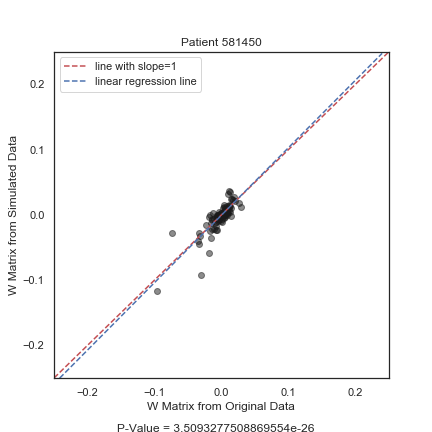 Patient 581450
line with slope=1
linear regression line
W Matrix from Simulated Data
0.2
0.1
0.0
−0.1
−0.2
−0.2
−0.1
0.0
0.1
0.2
W Matrix from Original Data
P-Value = 3.5093277508869554e-26